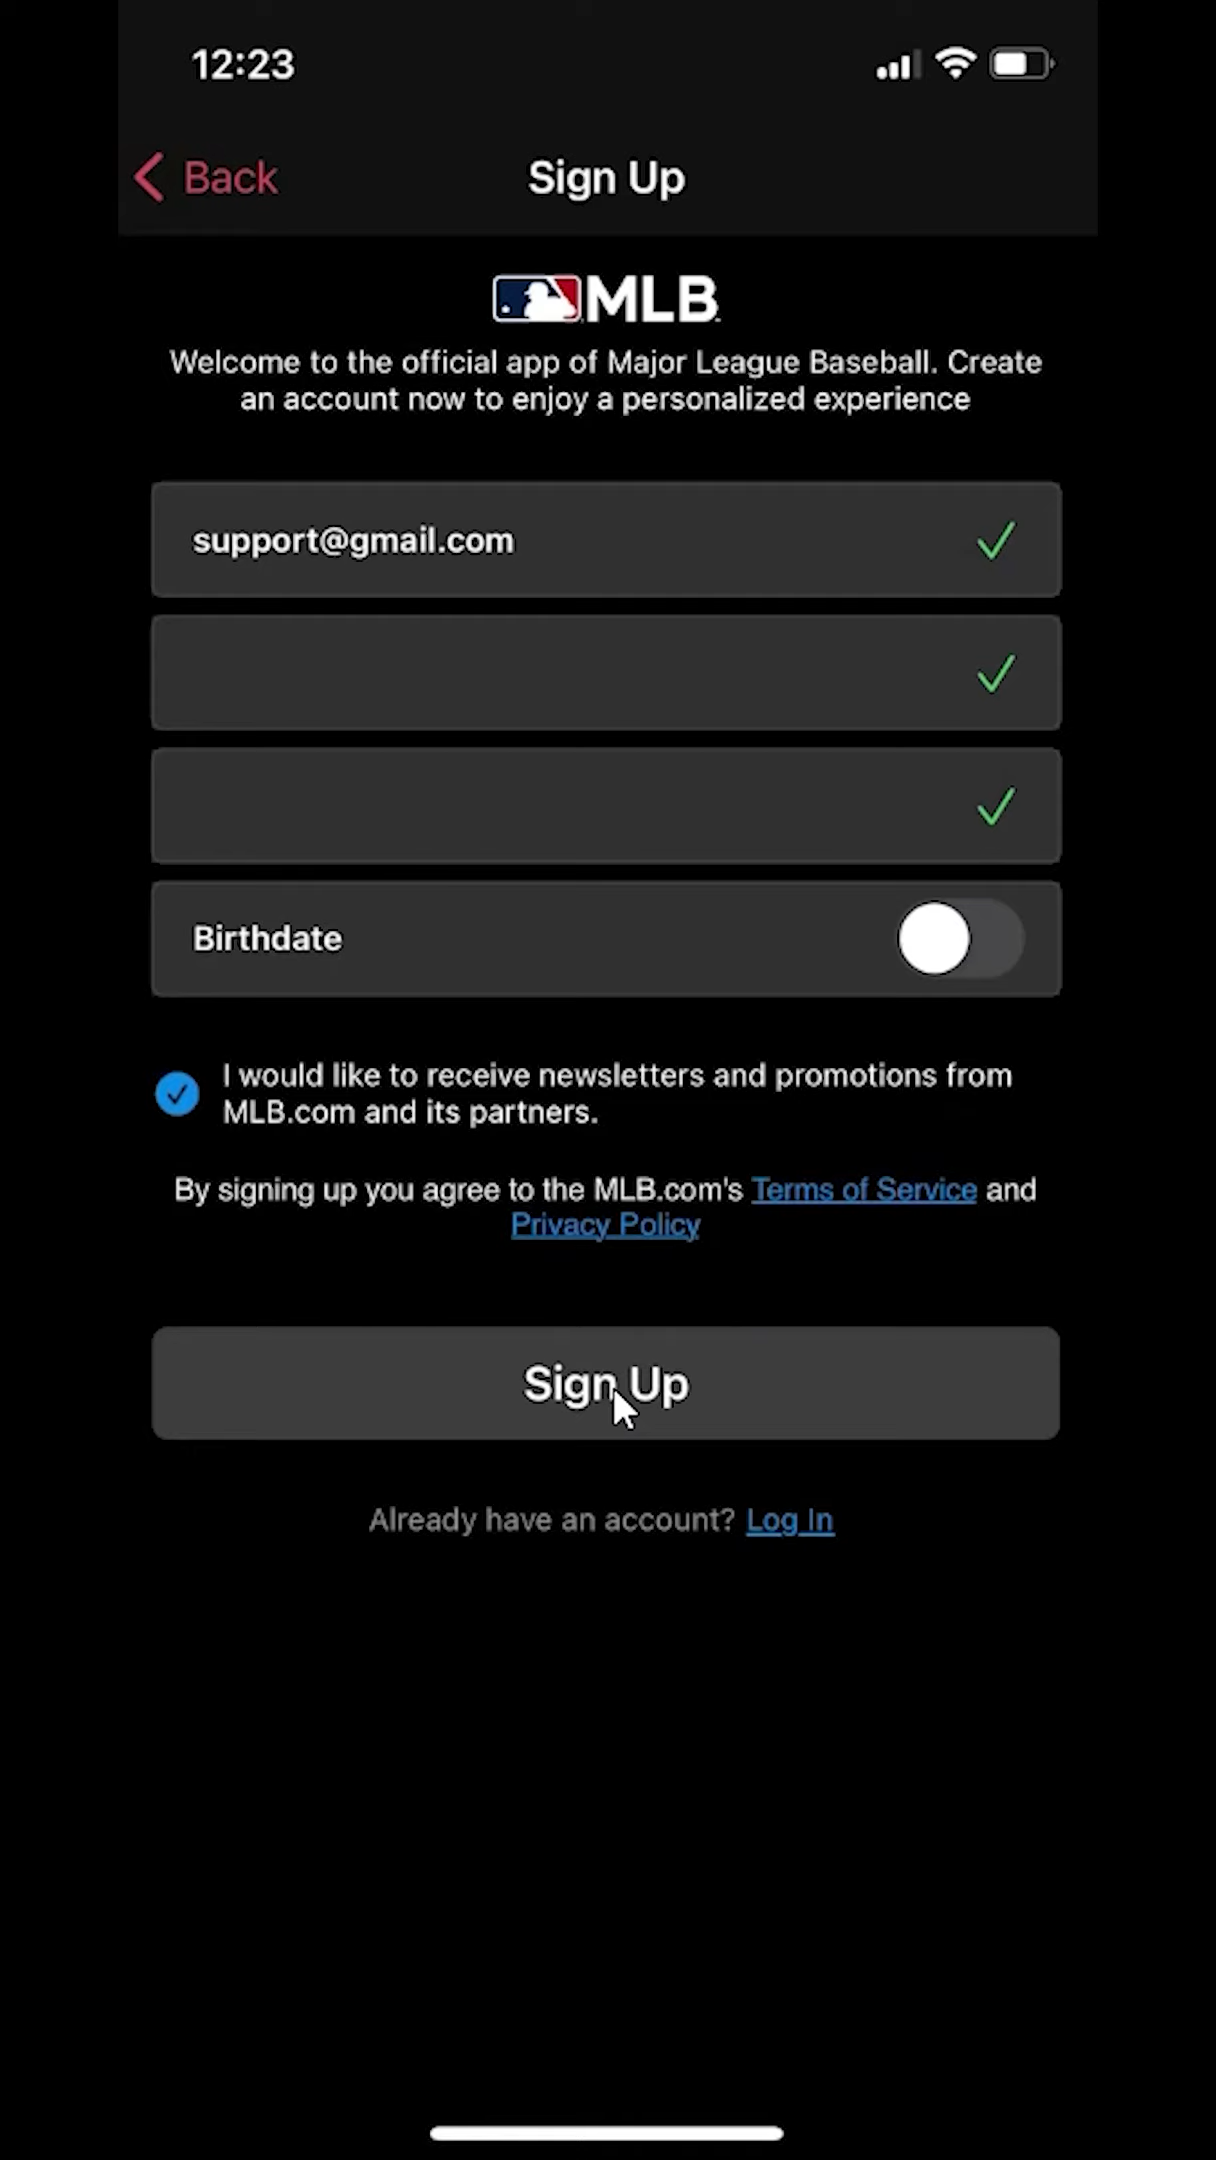 12:23
Back
Sign Up
MLB
Welcome to the official app of Major League Baseball. Create
an account now to enjoy a personalized experience
support@gmail.com
Birthdate
I would like to receive newsletters and promotions from
MLB.com and its partners.
By signing up you agree to the MLB.com's Terms of Service and
Privacy Policy
Sign Up
Already have an account? Log In